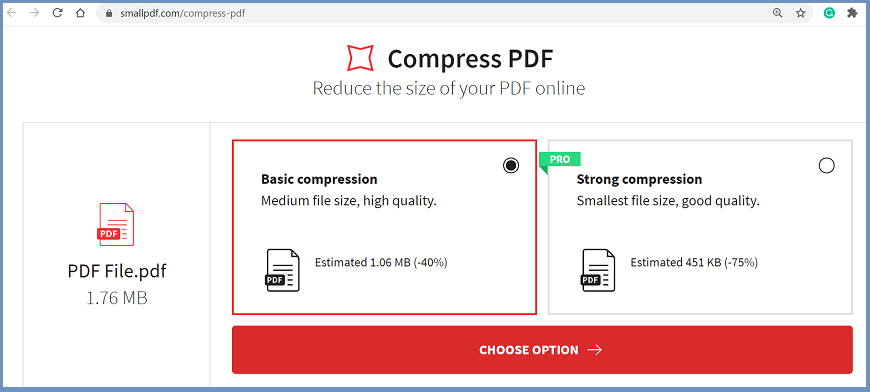 smallpdf.com/compress-pdf
Compress PDF
Reduce the size of your PDF online
PDF
PDF File.pdf
1.76 MB
Basic compression
Medium file size, high quality.
PDF
Estimated 1.06 MB (-40%)
PRO
Strong compression
Smallest file size, good quality.
PDF
Estimated 451 KB (-75%)
CHOOSE OPTION